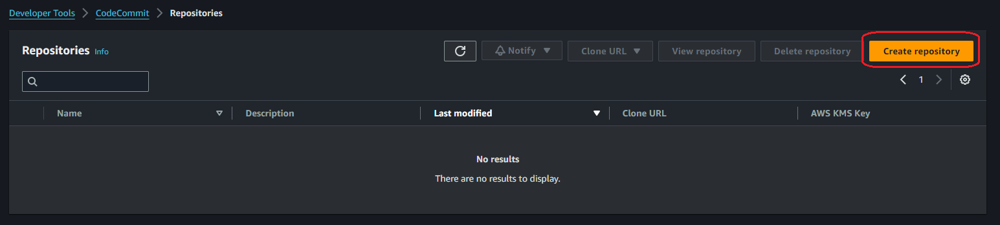 Developer Tools > CodeCommit > Repositories
Repositories Info
Notify
Clone URL
View repository
Delete repository
Create repository
1
Name
Description
Last modified
Clone URL
AWS KMS Key
No results
There are no results to display.